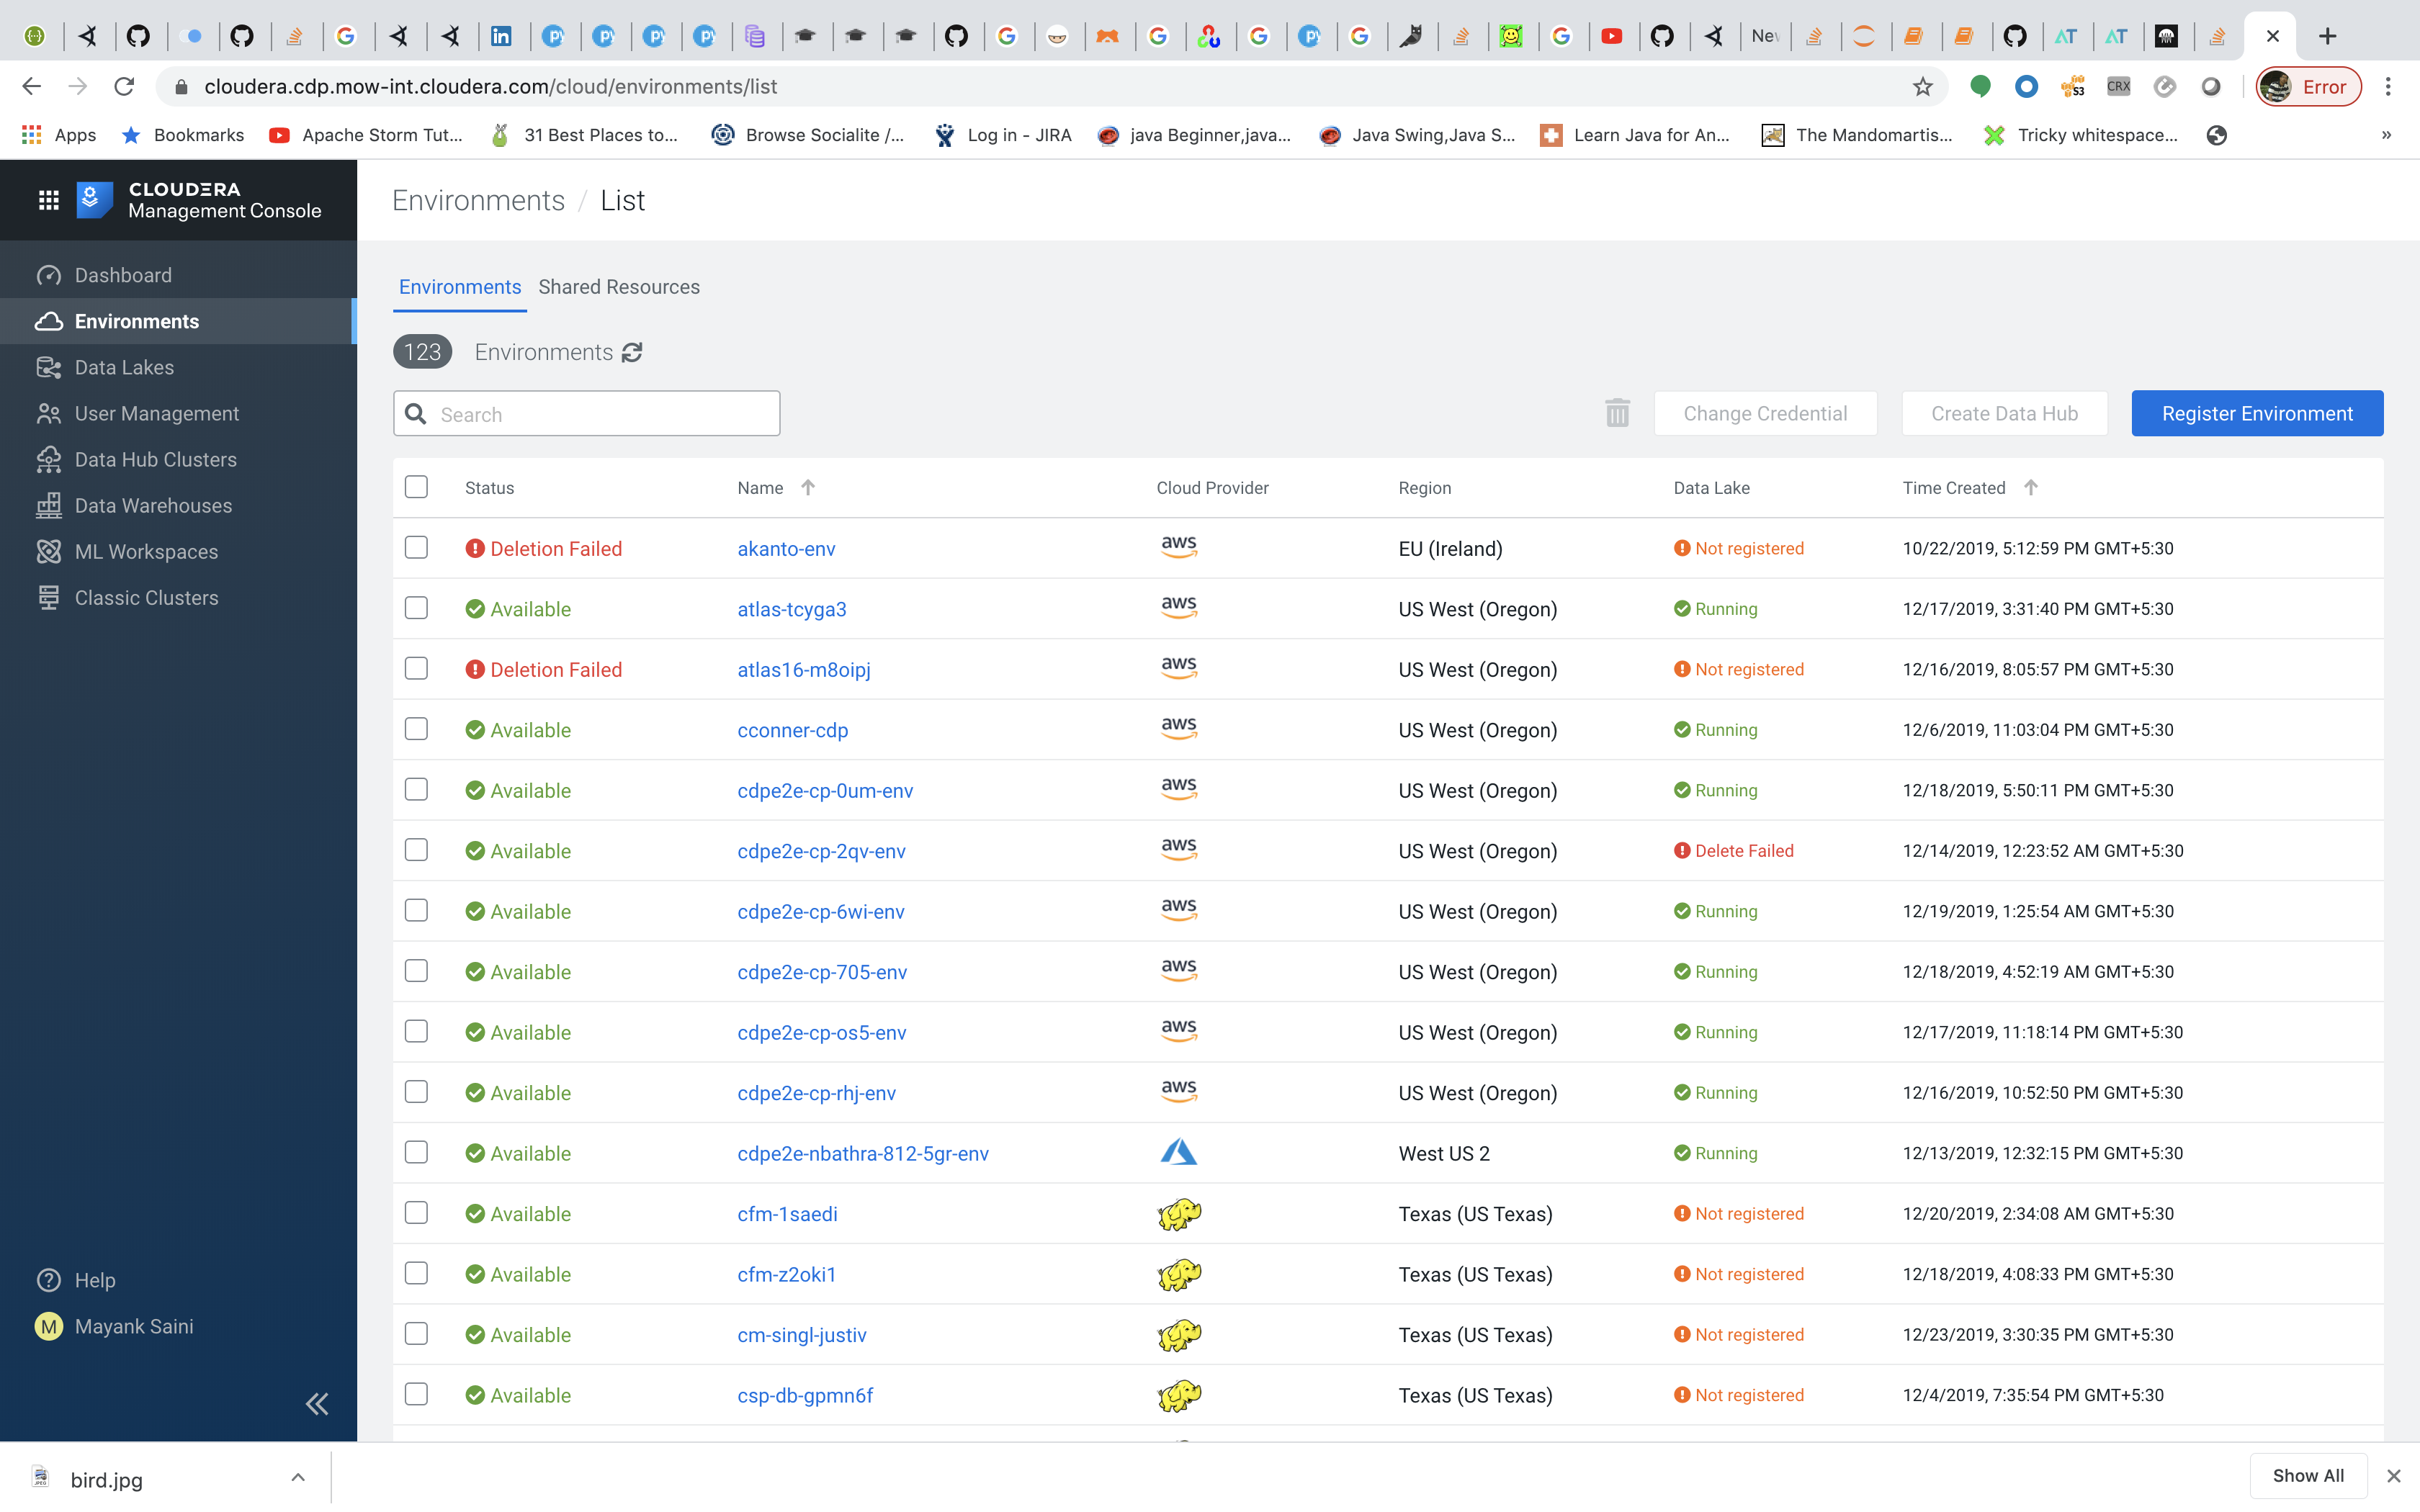 Nev
cloudera.cdp.mow-int.cloudera.com/cloud/environments/list
S3
CRX
Error
Apps
Bookmarks
Apache Storm Tut...
31 Best Places to...
Browse Socialite /...
Log in - JIRA
java Beginner,java...
Java Swing,Java S...
Learn Java for An...
The Mandomartis...
Tricky whitespace...
»
CLOUDERA
Management Console
Environments / List
Dashboard
Environments
Data Lakes
User Management
Data Hub Clusters
Data Warehouses
ML Workspaces
Classic Clusters
Help
M Mayank Saini
Environments Shared Resources
123 Environments
Search
Change Credential
Create Data Hub
Register Environment
Status Name Cloud Provider Region Data Lake Time Created
Deletion Failed akanto-env aws EU (Ireland) Not registered 10/22/2019, 5:12:59 PM GMT+5:30
Available atlas-tcyga3 aws US West (Oregon) Running 12/17/2019, 3:31:40 PM GMT+5:30
Deletion Failed atlas16-m8oipj aws US West (Oregon) Not registered 12/16/2019, 8:05:57 PM GMT+5:30
Available cconner-cdp aws US West (Oregon) Running 12/6/2019, 11:03:04 PM GMT+5:30
Available cdpe2e-cp-0um-env aws US West (Oregon) Running 12/18/2019, 5:50:11 PM GMT+5:30
Available cdpe2e-cp-2qv-env aws US West (Oregon) Delete Failed 12/14/2019, 12:23:52 AM GMT+5:30
Available cdpe2e-cp-6wi-env aws US West (Oregon) Running 12/19/2019, 1:25:54 AM GMT+5:30
Available cdpe2e-cp-705-env aws US West (Oregon) Running 12/18/2019, 4:52:19 AM GMT+5:30
Available cdpe2e-cp-os5-env aws US West (Oregon) Running 12/17/2019, 11:18:14 PM GMT+5:30
Available cdpe2e-cp-rhj-env aws US West (Oregon) Running 12/16/2019, 10:52:50 PM GMT+5:30
Available cdpe2e-nbathra-812-5gr-env West US 2 Running 12/13/2019, 12:32:15 PM GMT+5:30
Available cfm-1saedi Texas (US Texas) Not registered 12/20/2019, 2:34:08 AM GMT+5:30
Available cfm-z2oki1 Texas (US Texas) Not registered 12/18/2019, 4:08:33 PM GMT+5:30
Available cm-singl-justiv Texas (US Texas) Not registered 12/23/2019, 3:30:35 PM GMT+5:30
Available csp-db-gpmn6f Texas (US Texas) Not registered 12/4/2019, 7:35:54 PM GMT+5:30
bird.jpg
Show All